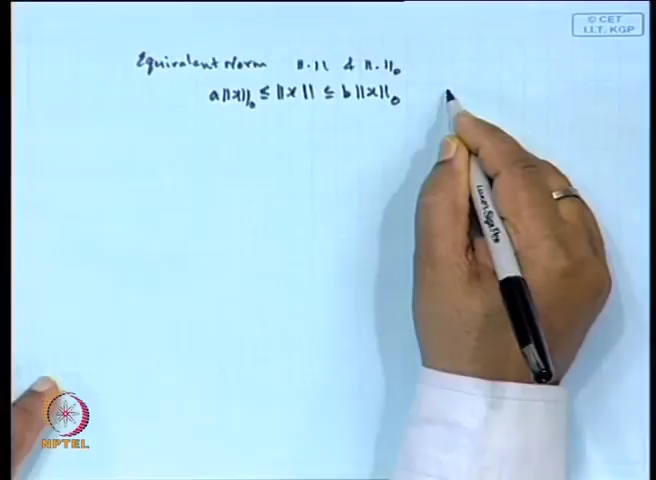 © CET
I.I.T. KGP
Equivalent Norm ||.|| & ||.||₀
a||x||₀ ≤ ||x|| ≤ b||x||₀
NPTEL